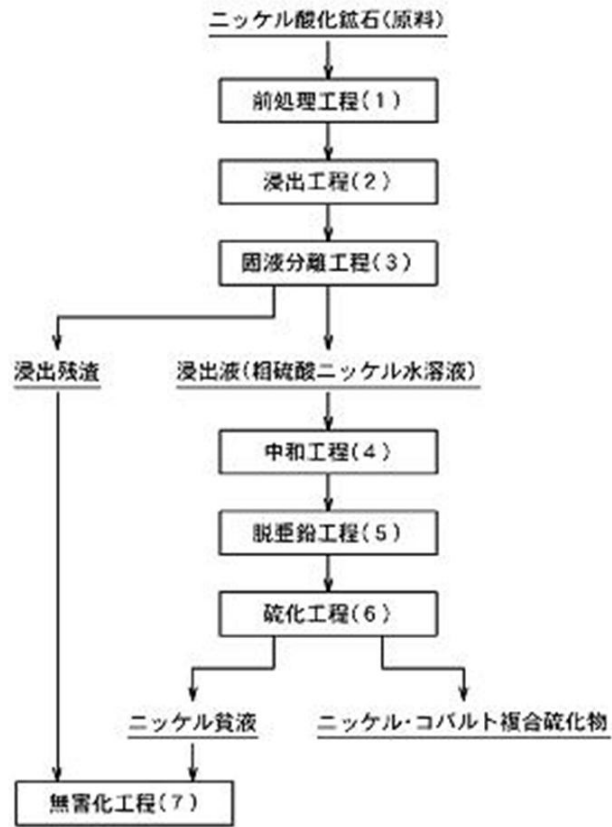 ニッケル酸化鉱石(原料)
前処理工程(1)
浸出工程(2)
固液分離工程(3)
浸出残渣
浸出液(粗硫酸ニッケル水溶液)
中和工程(4)
脱亜鉛工程(5)
硫化工程(6)
ニッケル貧液
ニッケル・コバルト複合硫化物
無害化工程(7)